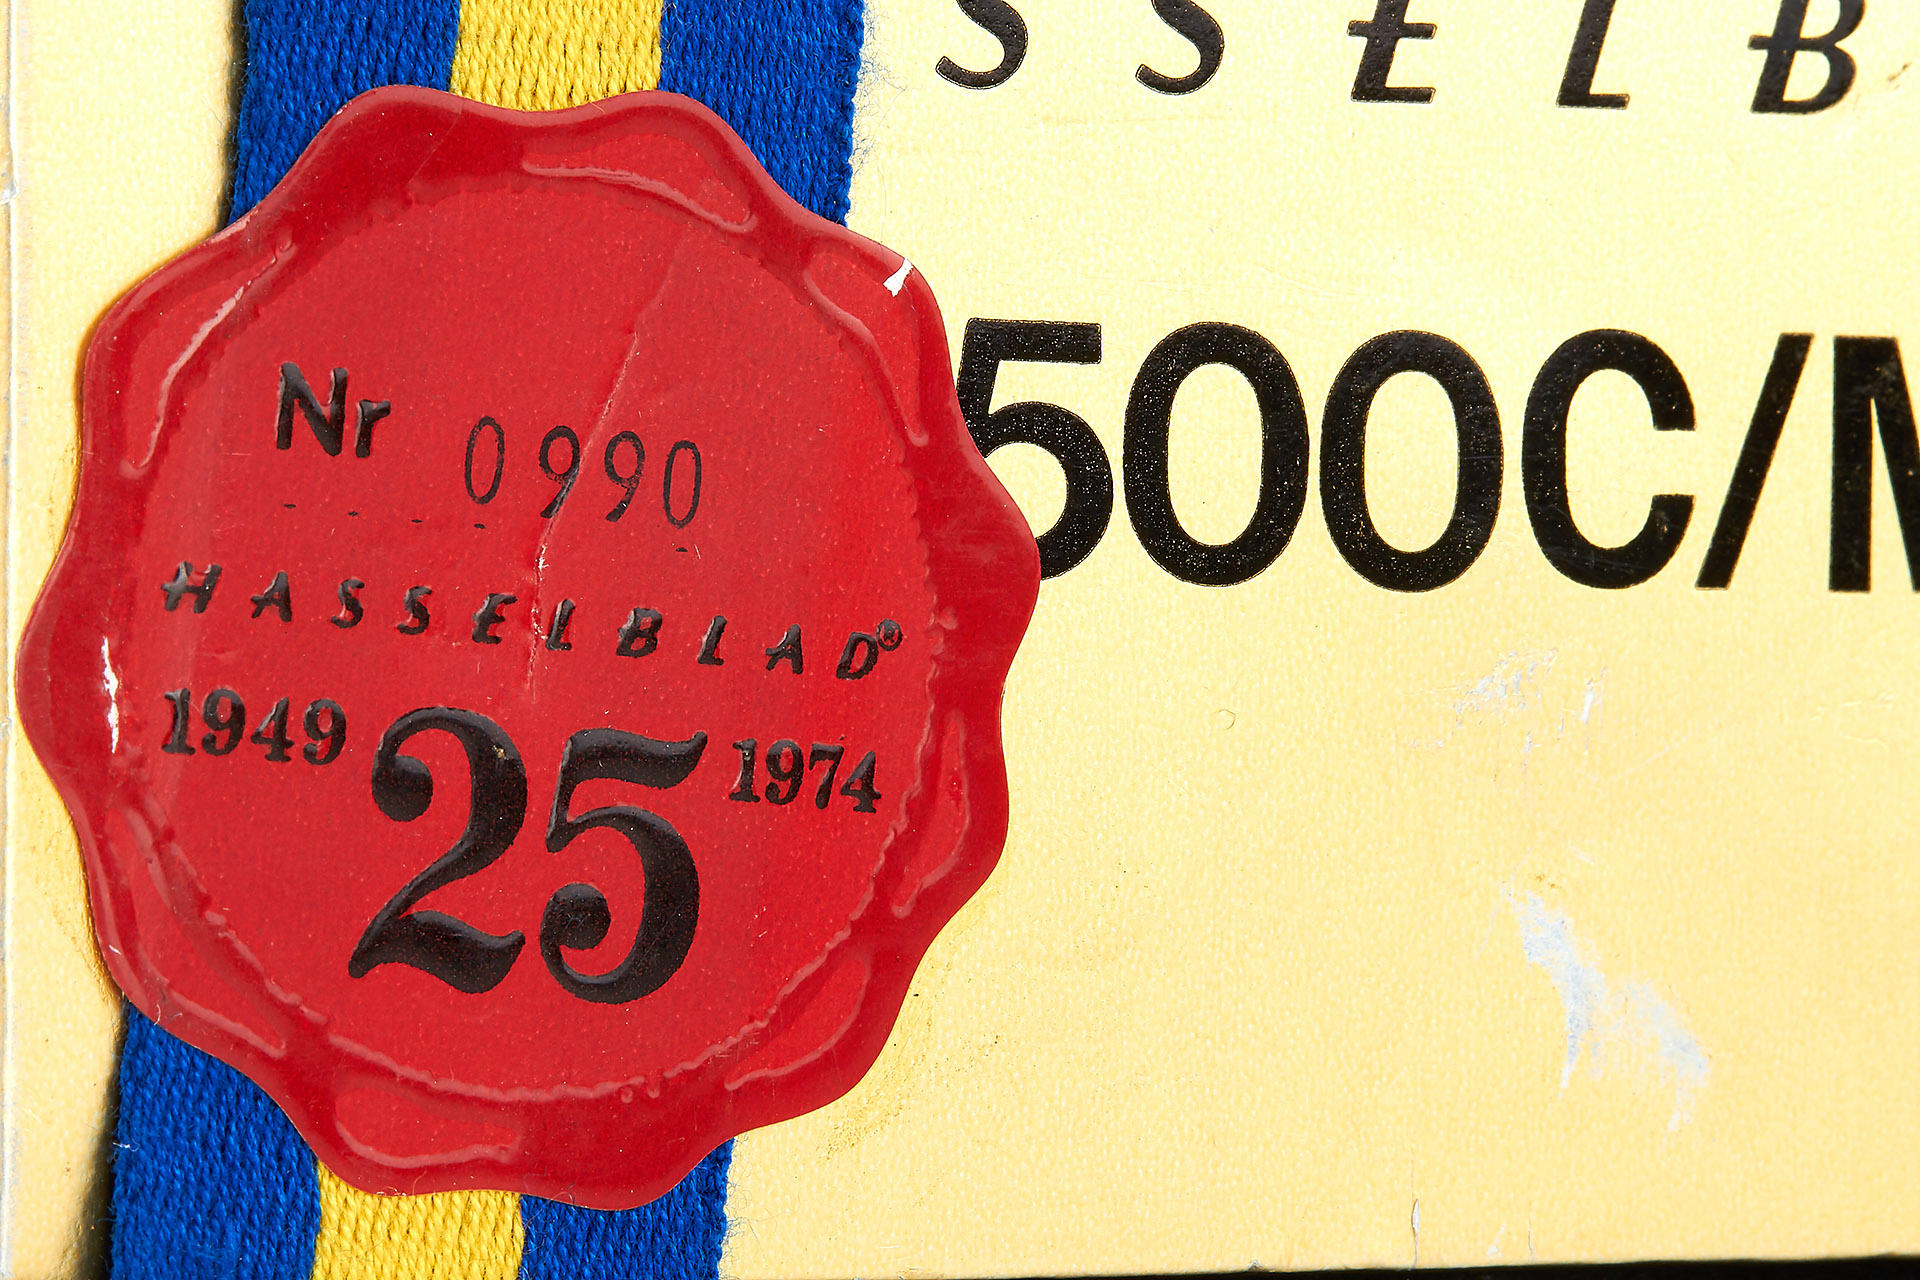 SSELB
500C/M
Nr 0990
HASSELBLAD®
1949 25 1974